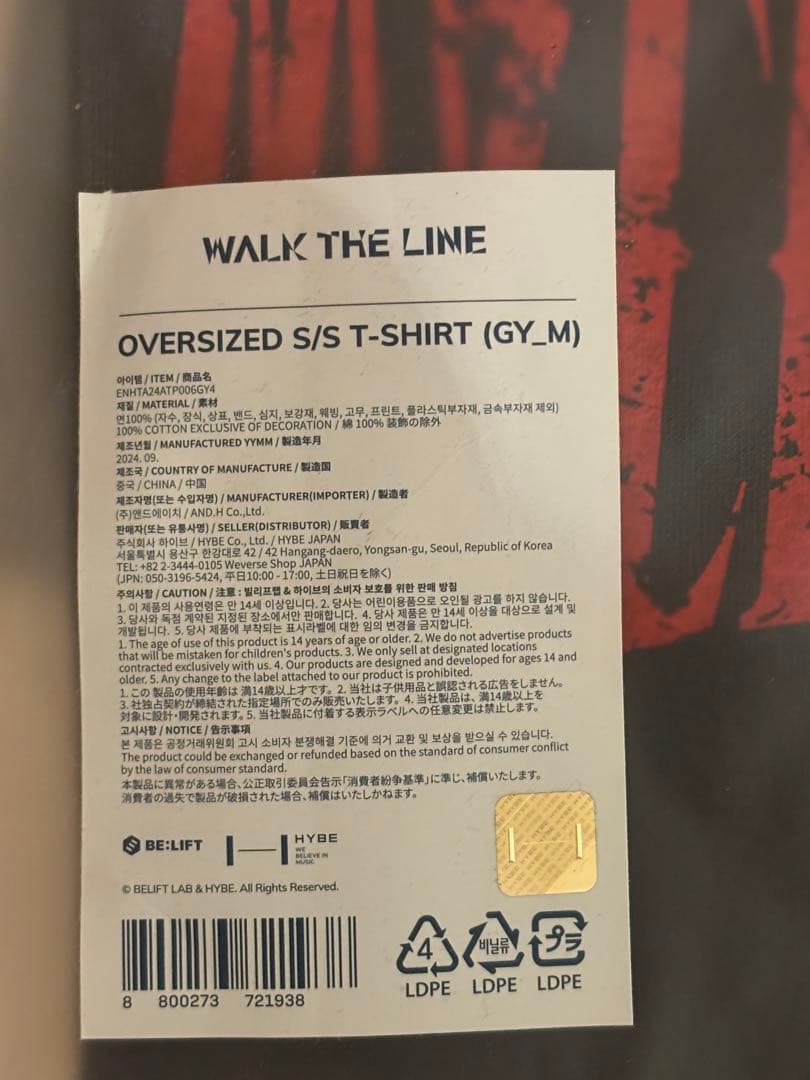 WALK THE LINE
OVERSIZED S/S T-SHIRT (GY_M)
아이템 / ITEM / 商品名
ENHTA24ATP006GY4
재질 / MATERIAL / 素材
면100% (자수, 장식, 상표, 밴드, 심지, 보강재, 웨빙, 고무, 프린트, 플라스틱부자재, 금속부자재 제외)
100% COTTON EXCLUSIVE OF DECORATION / 綿 100% 装飾の除外
제조년월 / MANUFACTURED YYMM / 製造年月
2024. 09.
제조국 / COUNTRY OF MANUFACTURE / 製造国
중국 / CHINA / 中国
제조자명(또는 수입자명) / MANUFACTURER(IMPORTER) / 製造者
(주)앤드에이치 / AND.H Co.,Ltd.
판매자(또는 유통사명) / SELLER(DISTRIBUTOR) / 販賣者
주식회사 하이브 / HYBE Co., Ltd. / HYBE JAPAN
서울특별시 용산구 한강대로 42 / 42 Hangang-daero, Yongsan-gu, Seoul, Republic of Korea
TEL: +82 2-3444-0105 Weverse Shop JAPAN
(JPN: 050-3196-5424, 平日10:00 - 17:00, 土日祝日を除く)
주의사항 / CAUTION / 注意 : 빌리프랩 & 하이브의 소비자 보호를 위한 판매 방침
1. 이 제품의 사용연령은 만 14세 이상입니다. 2. 당사는 어린이용품으로 오인될 광고를 하지 않습니다.
3. 당사와 독점 계약된 지정된 장소에서만 판매합니다. 4. 당사 제품은 만 14세 이상을 대상으로 설계 및
개발됩니다. 5. 당사 제품에 부착되는 표시라벨에 대한 임의 변경을 금지합니다.
1. The age of use of this product is 14 years of age or older. 2. We do not advertise products
that will be mistaken for children's products. 3. We only sell at designated locations
contracted exclusively with us. 4. Our products are designed and developed for ages 14 and
older. 5. Any change to the label attached to our product is prohibited.
1. この 製品の使用年齢は 満14歳以上才です。 2. 当社は子供用品と誤認される広告をしません。
3. 社独占契約が締結された指定場所でのみ販売いたします。 4. 当社製品は、満14歳以上を
対象に設計・開発されます。 5. 当社製品に付着する表示ラベルへの任意変更は禁止します。
고시사항 / NOTICE / 告示事項
본 제품은 공정거래위원회 고시 소비자 분쟁해결 기준에 의거 교환 및 보상을 받으실 수 있습니다.
The product could be exchanged or refunded based on the standard of consumer conflict
by the law of consumer standard.
本製品に異常がある場合、公正取引委員会告示「消費者紛争基準」に準じ、補償いたします。
消費者の過失で製品が破損された場合、補償はいたしかねます。
BE:LIFT
HYBE
WE
BELIEVE IN
MUSIC
© BELIFT LAB & HYBE. All Rights Reserved.
8 800273 721938
4 비닐류 プラ
LDPE LDPE LDPE